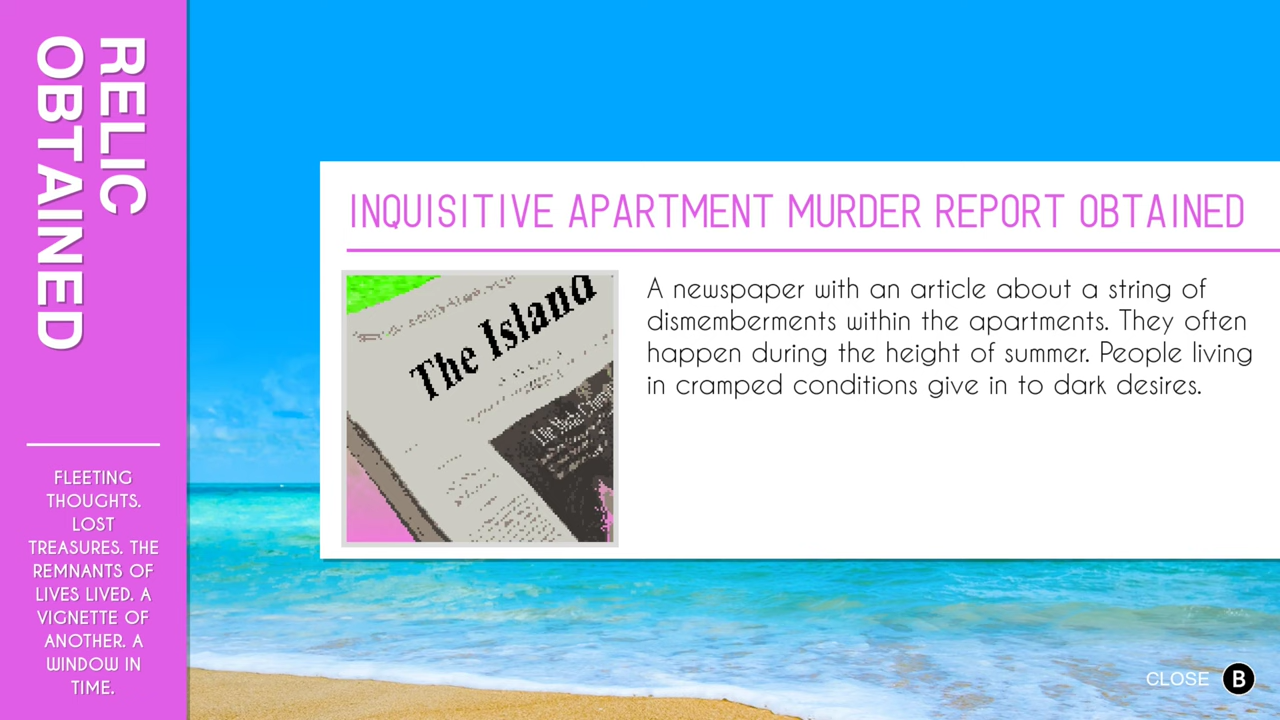 RELIC
OBTAINED
FLEETING
THOUGHTS.
LOST
TREASURES. THE
REMNANTS OF
LIVES LIVED. A
VIGNETTE OF
ANOTHER. A
WINDOW IN
TIME.
INQUISITIVE APARTMENT MURDER REPORT OBTAINED
The Island
A newspaper with an article about a string of
dismemberments within the apartments. They often
happen during the height of summer. People living
in cramped conditions give in to dark desires.
CLOSE B